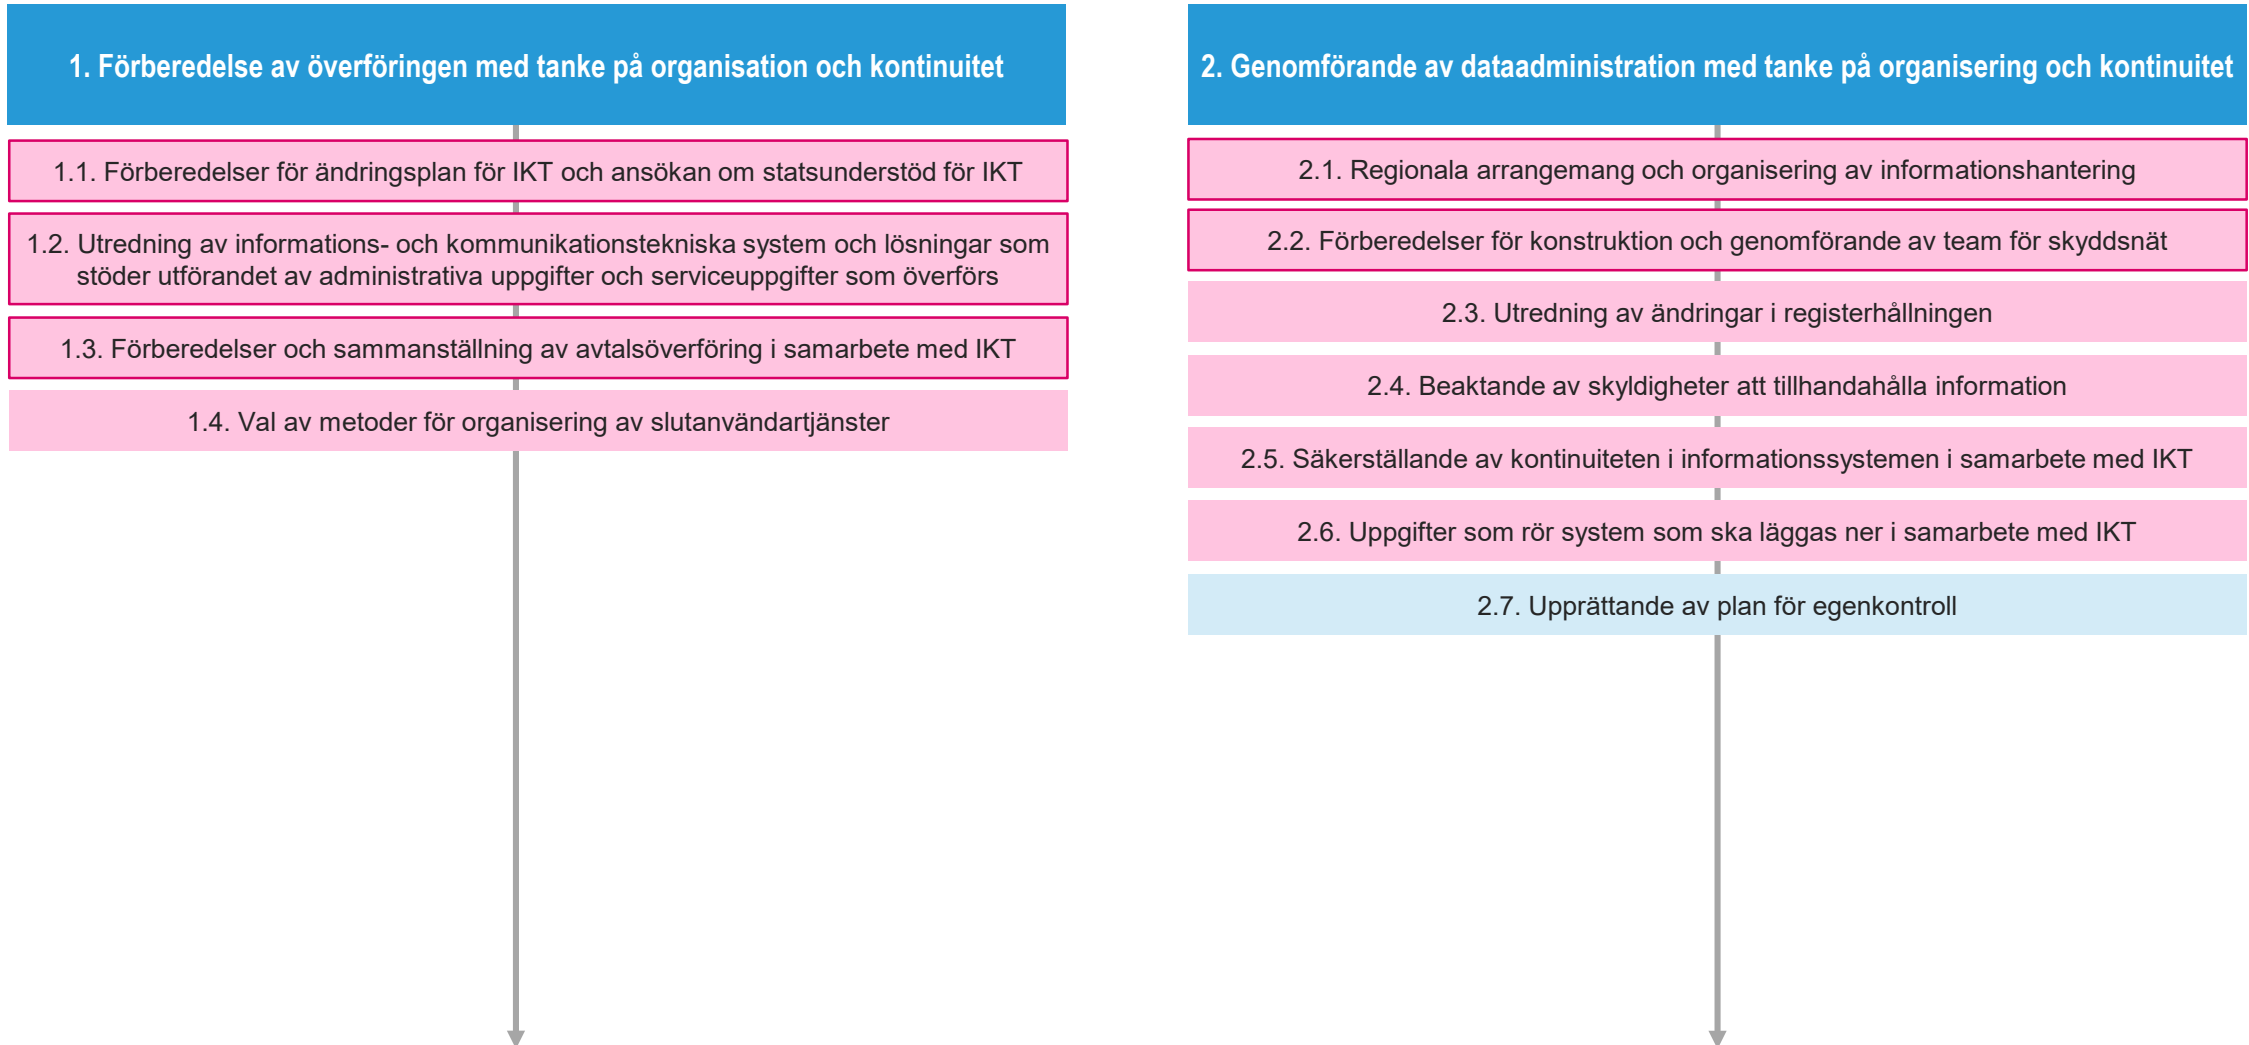 1. Förberedelse av överföringen med tanke på organisation och kontinuitet
1.1. Förberedelser för ändringsplan för IKT och ansökan om statsunderstöd för IKT
1.2. Utredning av informations- och kommunikationstekniska system och lösningar som
stöder utförandet av administrativa uppgifter och serviceuppgifter som överförs
1.3. Förberedelser och sammanställning av avtalsöverföring i samarbete med IKT
1.4. Val av metoder för organisering av slutanvändartjänster
2. Genomförande av dataadministration med tanke på organisering och kontinuitet
2.1. Regionala arrangemang och organisering av informationshantering
2.2. Förberedelser för konstruktion och genomförande av team för skyddsnät
2.3. Utredning av ändringar i registerhållningen
2.4. Beaktande av skyldigheter att tillhandahålla information
2.5. Säkerställande av kontinuiteten i informationssystemen i samarbete med IKT
2.6. Uppgifter som rör system som ska läggas ner i samarbete med IKT
2.7. Upprättande av plan för egenkontroll